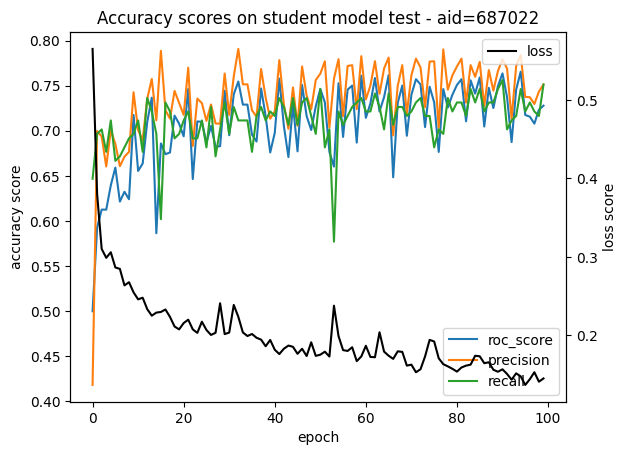 Accuracy scores on student model test - aid=687022
accuracy score
0.80
0.75
0.70
0.65
0.60
0.55
0.50
0.45
0.40
loss
0.5
0.4
0.3
0.2
loss score
roc_score
precision
recall
0
20
40
60
80
100
epoch